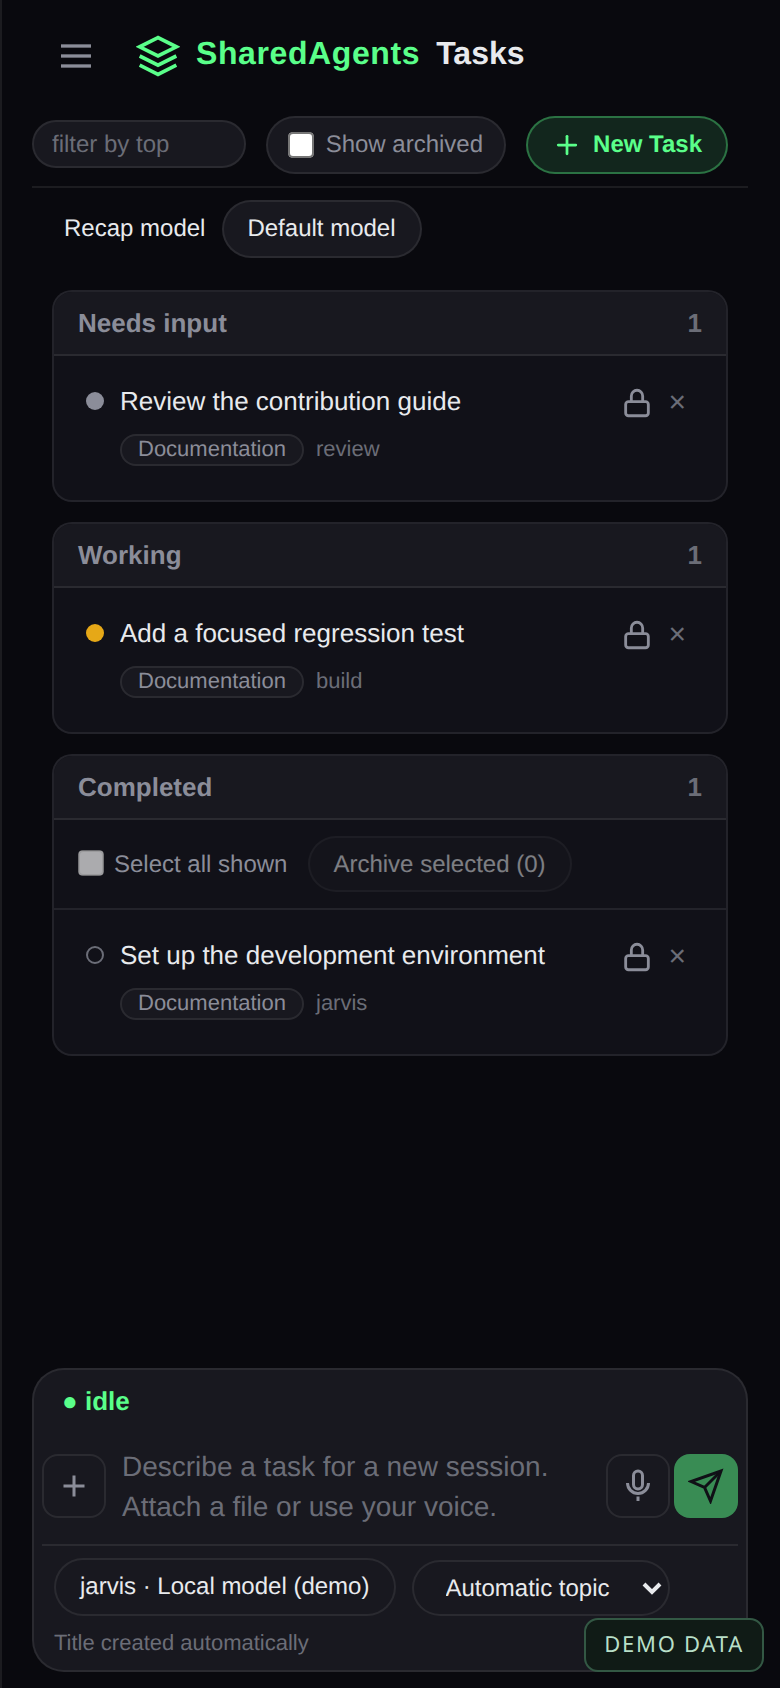 SharedAgents Tasks
filter by top
Show archived
+ New Task
Recap model
Default model
Needs input 1
Review the contribution guide ×
Documentation review
Working 1
Add a focused regression test ×
Documentation build
Completed 1
Select all shown
Archive selected (0)
Set up the development environment ×
Documentation jarvis
idle
Describe a task for a new session.
Attach a file or use your voice.
jarvis · Local model (demo)
Automatic topic
Title created automatically
DEMO DATA